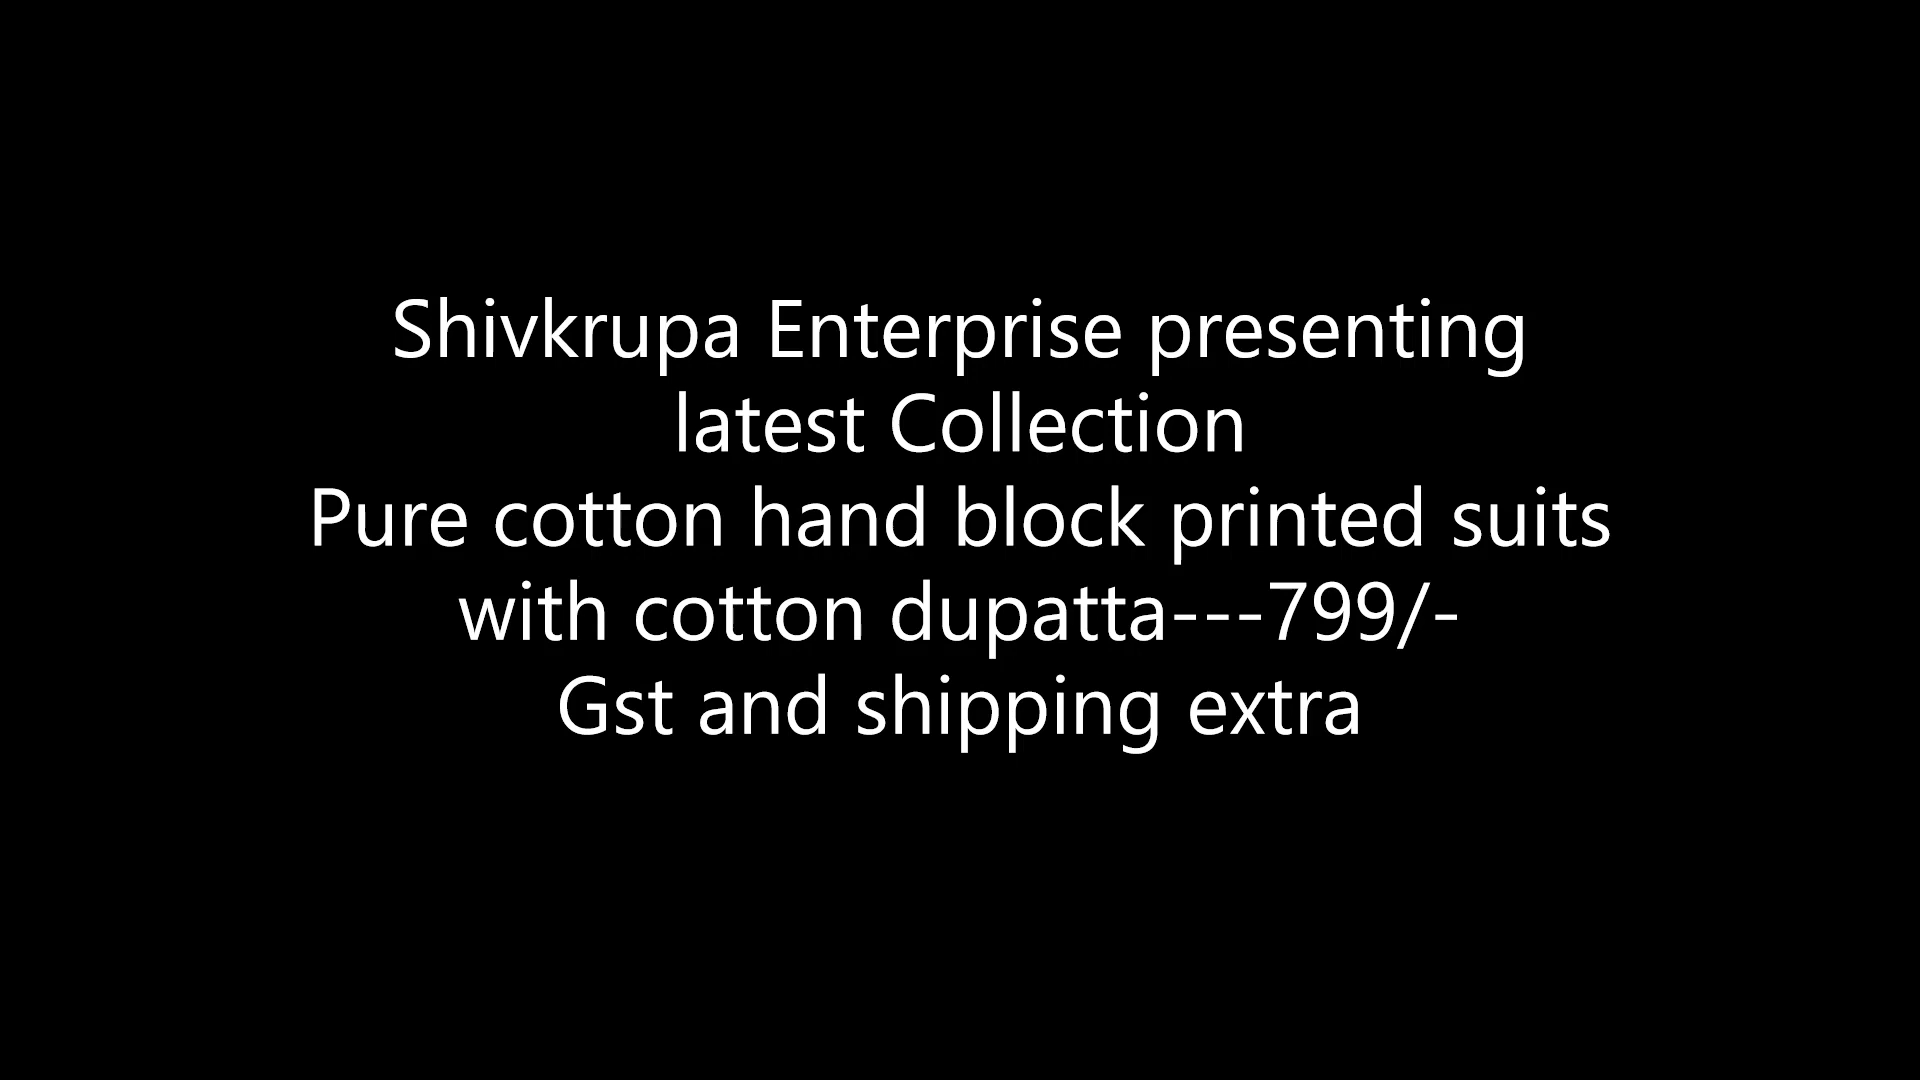 Shivkrupa Enterprise presenting
latest Collection
Pure cotton hand block printed suits
with cotton dupatta---799/-
Gst and shipping extra